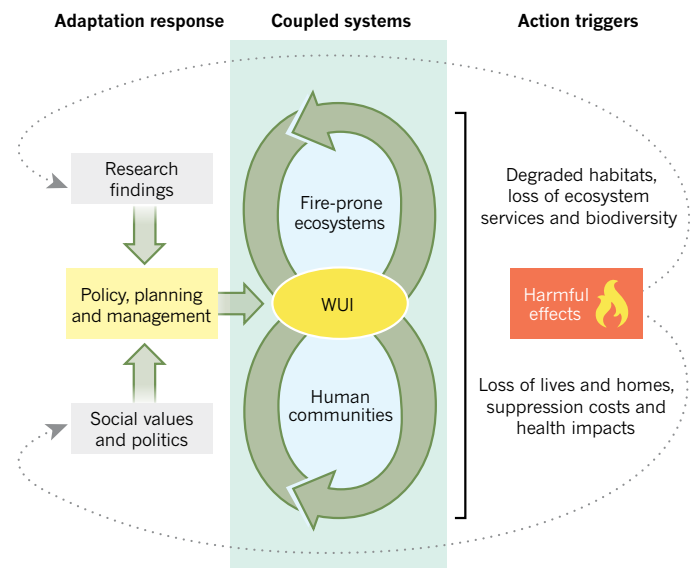 Adaptation response
Coupled systems
Action triggers
Research
findings
Policy, planning
and management
Social values
and politics
Fire-prone
ecosystems
WUI
Human
communities
Degraded habitats,
loss of ecosystem
services and biodiversity
Harmful
effects
Loss of lives and homes,
suppression costs and
health impacts